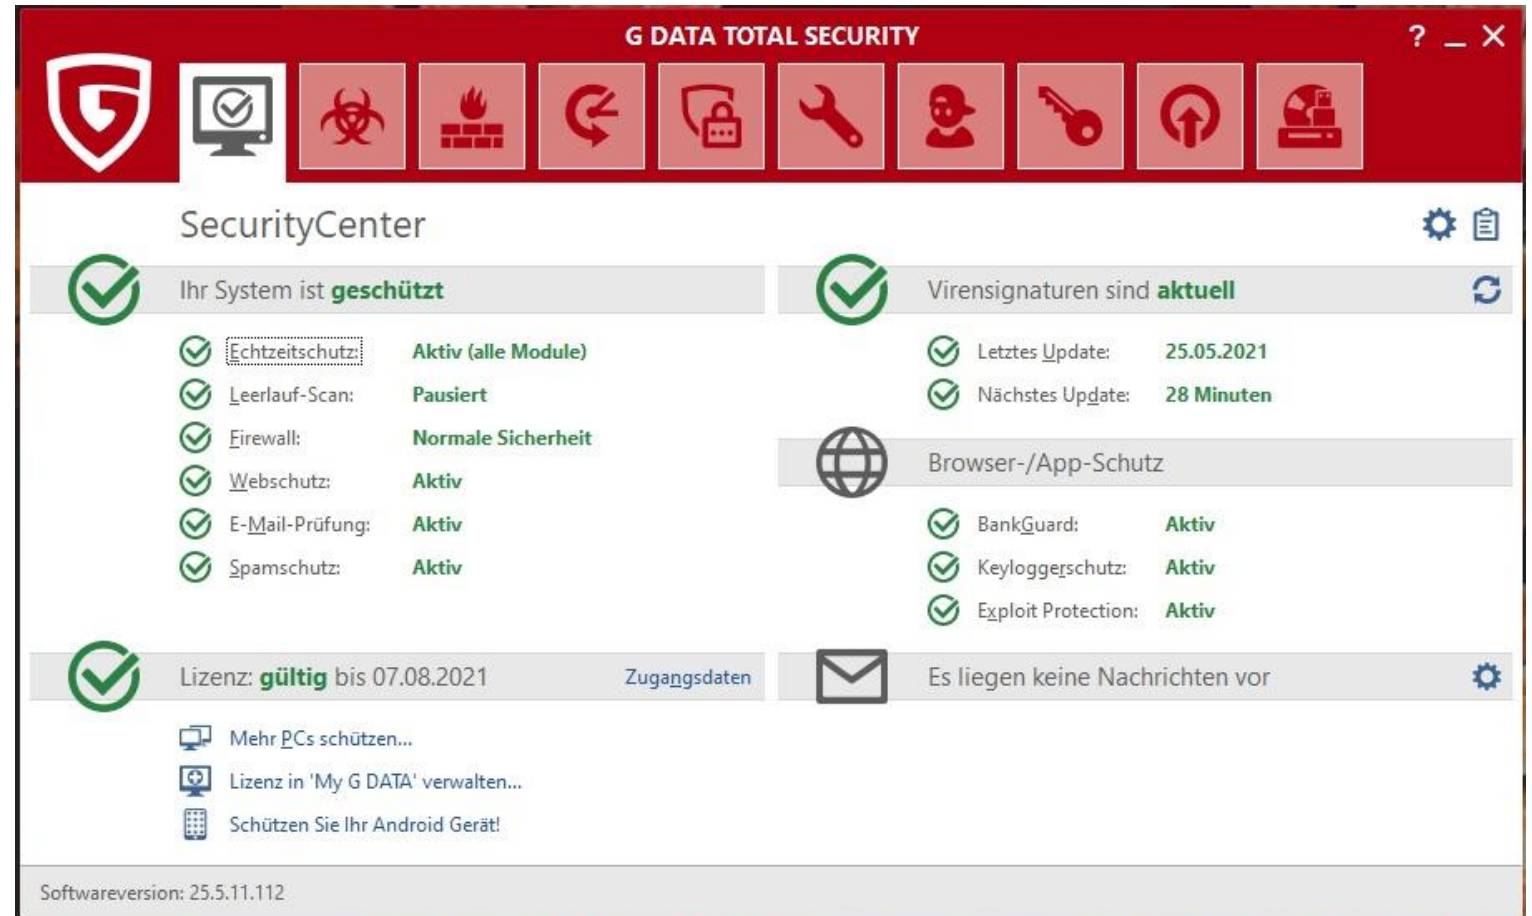 G DATA TOTAL SECURITY
SecurityCenter
Ihr System ist geschützt
Echtzeitschutz: Aktiv (alle Module)
Leerlauf-Scan: Pausiert
Firewall: Normale Sicherheit
Webschutz: Aktiv
E-Mail-Prüfung: Aktiv
Spamschutz: Aktiv
Virensignaturen sind aktuell
Letztes Update: 25.05.2021
Nächstes Update: 28 Minuten
Browser-/App-Schutz
BankGuard: Aktiv
Keyloggerschutz: Aktiv
Exploit Protection: Aktiv
Lizenz: gültig bis 07.08.2021 Zugangsdaten
Mehr PCs schützen...
Lizenz in 'My G DATA' verwalten...
Schützen Sie Ihr Android Gerät!
Es liegen keine Nachrichten vor
Softwareversion: 25.5.11.112